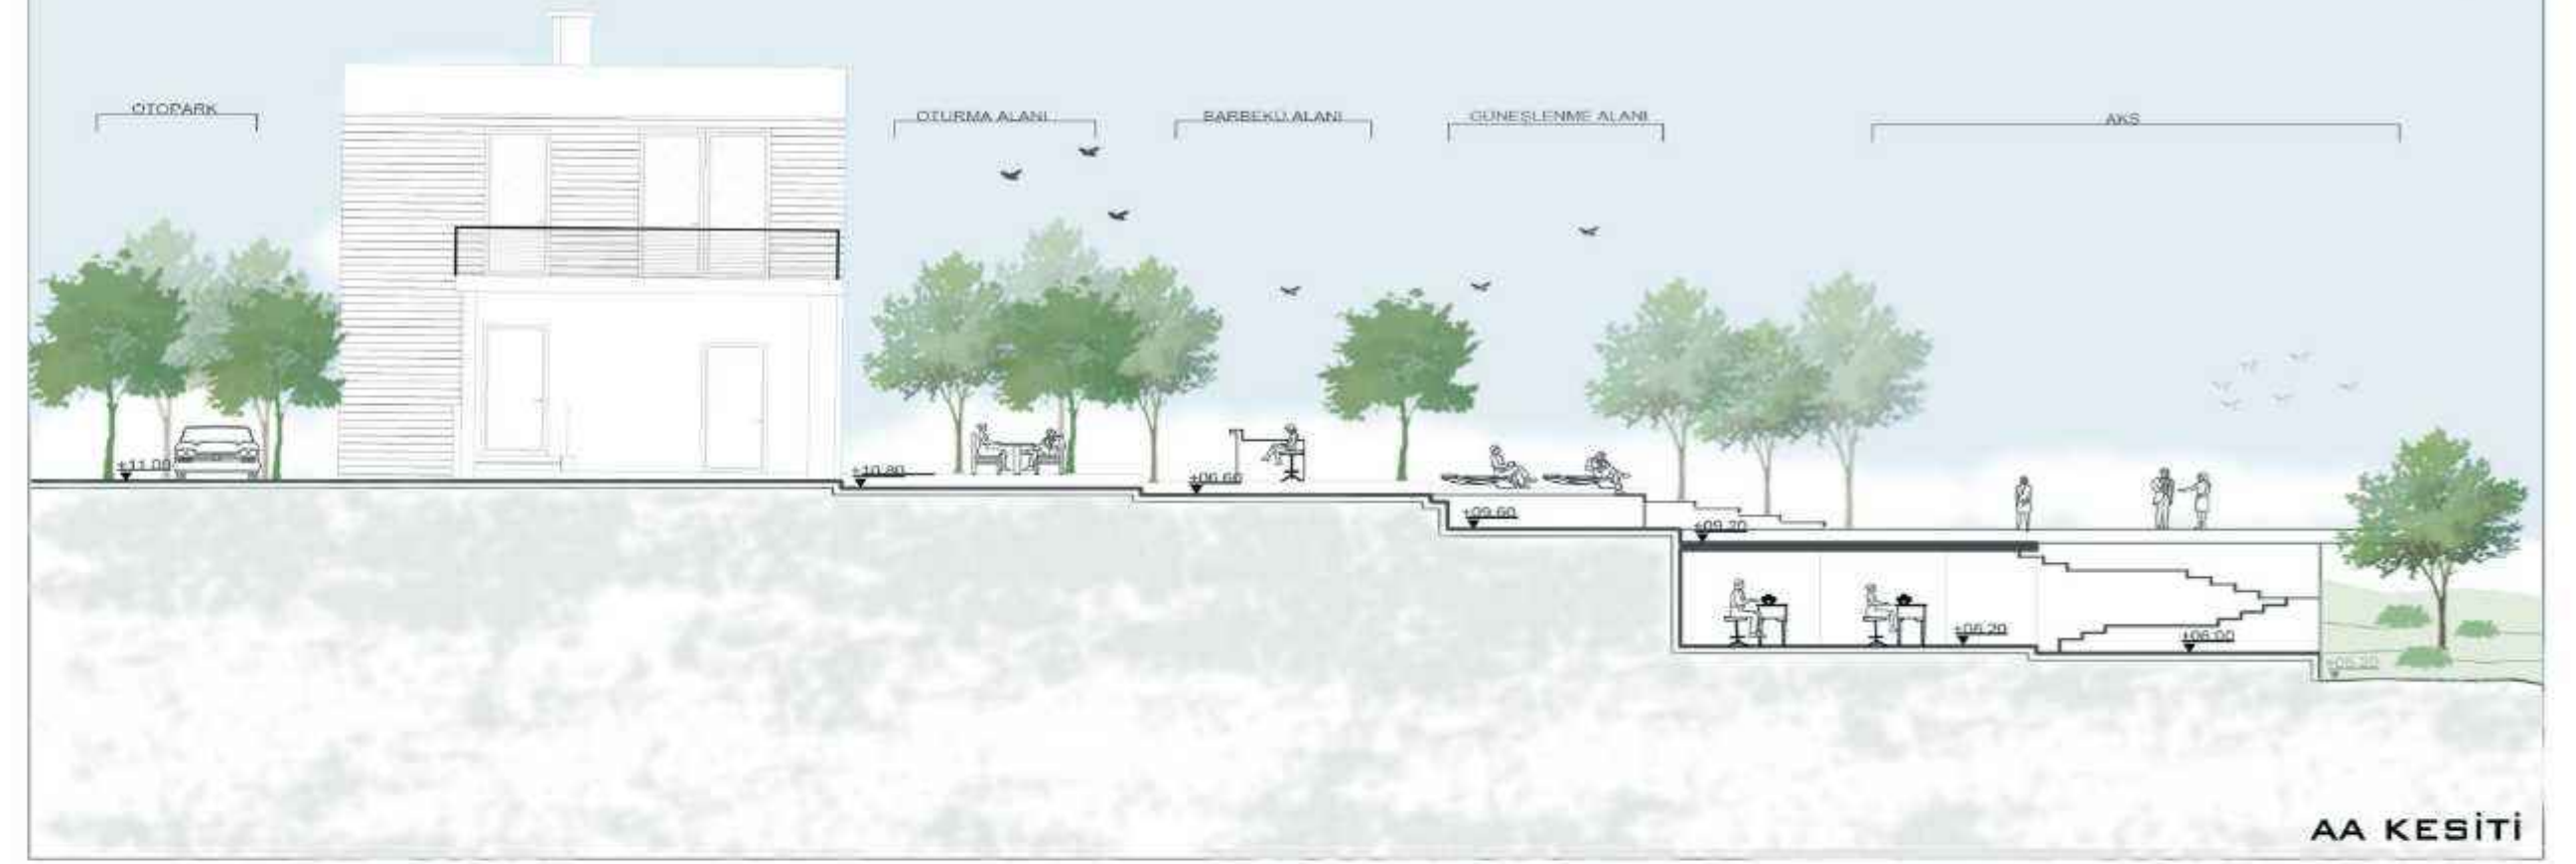 OTOPARK
OTURMA ALANI
BARBEKÜ ALANI
GÜNEŞLENME ALANI
AKS
+11.00
+10.80
+06.60
+09.60
+09.20
+06.00
AA KESİTİ